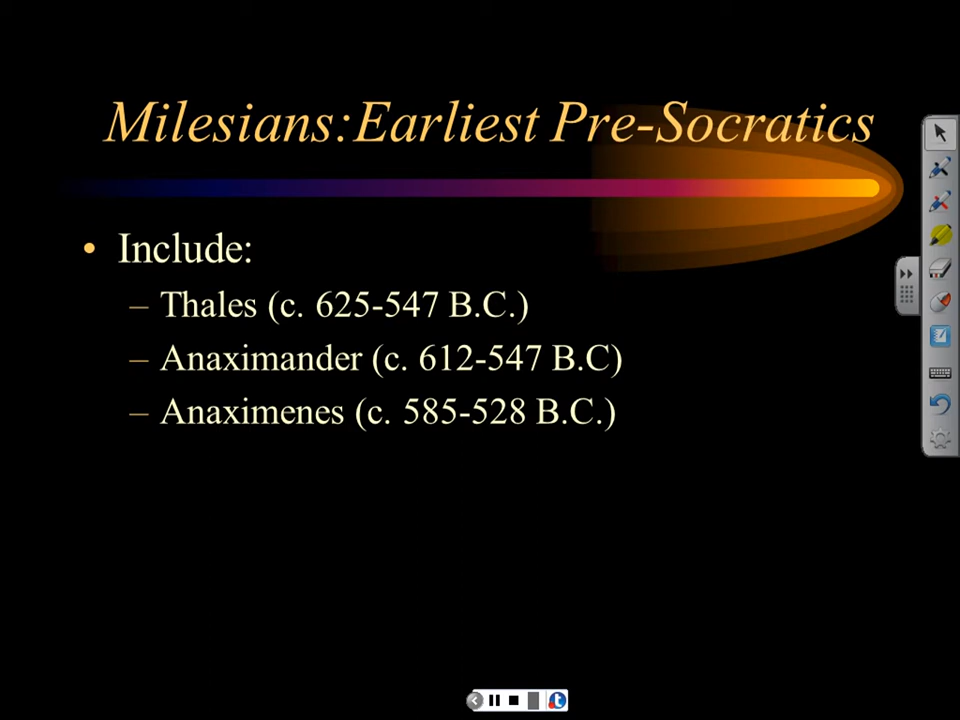 Milesians:Earliest Pre-Socratics
• Include:
– Thales (c. 625-547 B.C.)
– Anaximander (c. 612-547 B.C)
– Anaximenes (c. 585-528 B.C.)